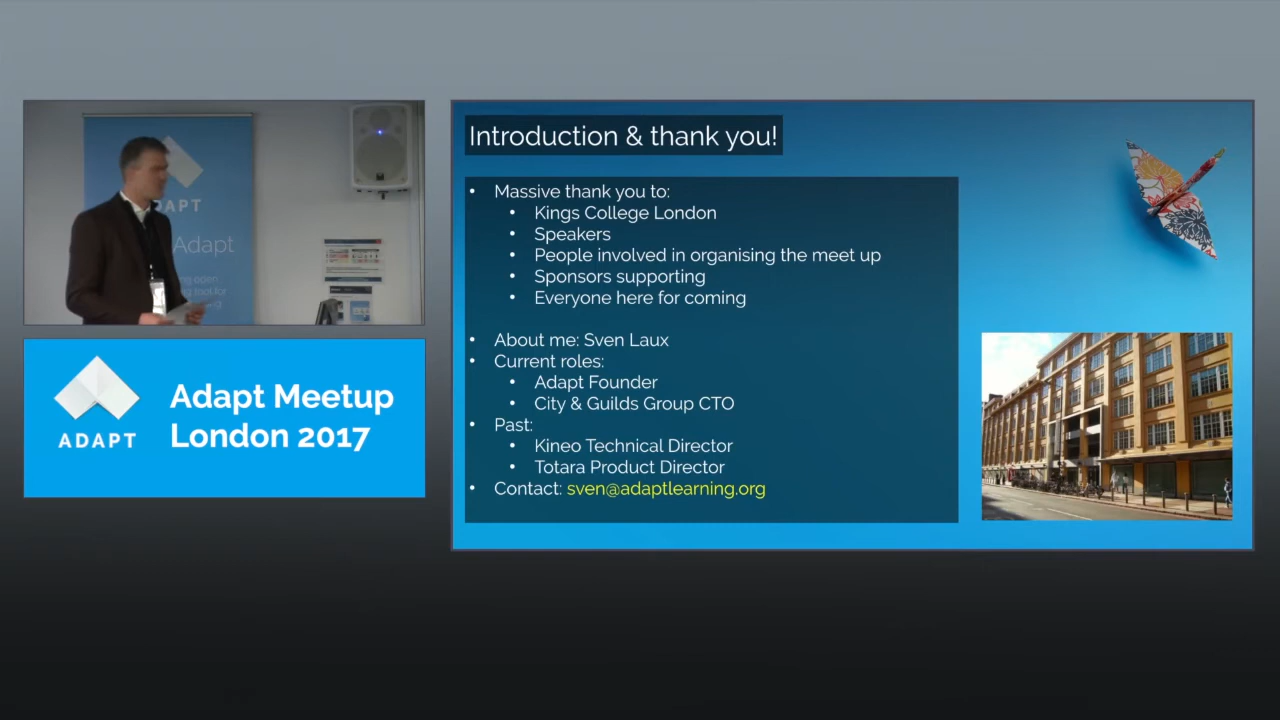 ADAPT
Adapt
Adapt Meetup
London 2017
ADAPT
Introduction & thank you!
• Massive thank you to:
• Kings College London
• Speakers
• People involved in organising the meet up
• Sponsors supporting
• Everyone here for coming
• About me: Sven Laux
• Current roles:
• Adapt Founder
• City & Guilds Group CTO
• Past:
• Kineo Technical Director
• Totara Product Director
• Contact: sven@adaptlearning.org